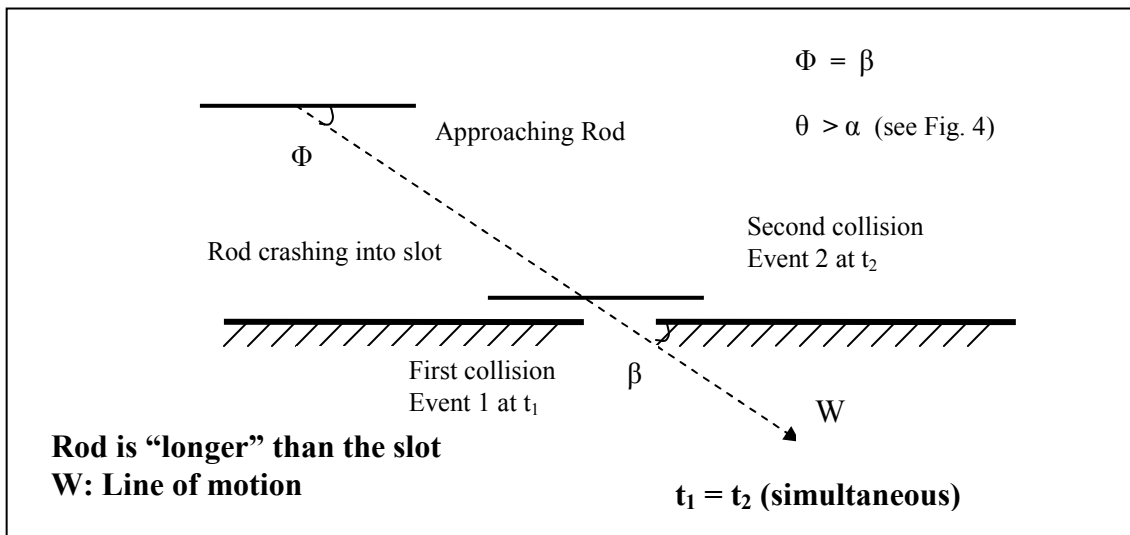 Φ = β
θ > α (see Fig. 4)
Approaching Rod
Φ
Second collision
Event 2 at t₂
Rod crashing into slot
First collision
Event 1 at t₁
β
W
Rod is “longer” than the slot
W: Line of motion
t₁ = t₂ (simultaneous)